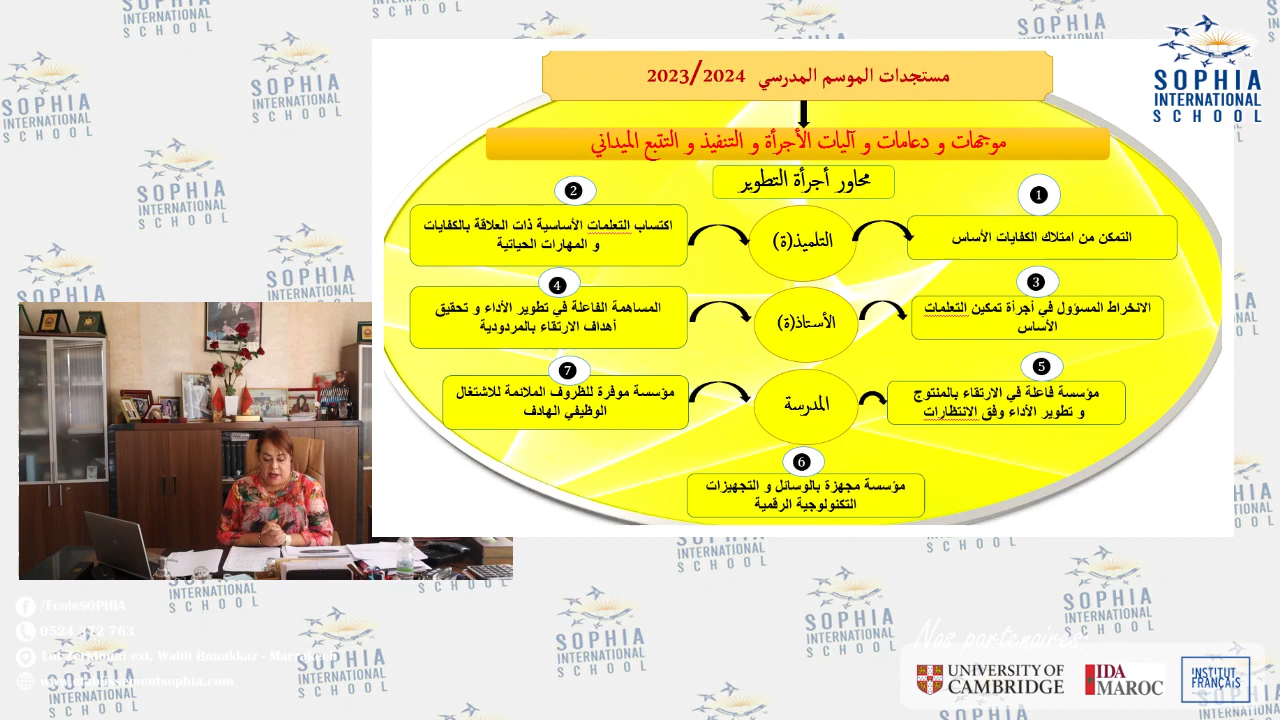 SOPHIA
INTERNATIONAL
SCHOOL
مستجدات الموسم المدرسي 2023/2024
موجهات و دعامات و آليات الأجرأة و التنفيذ و التتبع الميداني
محاور أجرأة التطوير
1
التمكن من امتلاك الكفايات الأساس
التلميذ(ة)
2
اكتساب التعلمات الأساسية ذات العلاقة بالكفايات
و المهارات الحياتية
3
الانخراط المسؤول في أجرأة تمكين التعلمات
الأساس
الأستاذ(ة)
4
المساهمة الفاعلة في تطوير الأداء و تحقيق
أهداف الارتقاء بالمردودية
5
مؤسسة فاعلة في الارتقاء بالمنتوج
و تطوير الأداء وفق الانتظارات
المدرسة
7
مؤسسة موفرة للظروف الملائمة للاشتغال
الوظيفي الهادف
6
مؤسسة مجهزة بالوسائل و التجهيزات
التكنولوجية الرقمية
/EcoleSOPHIA
0524 372 763
Nos partenaires:
UNIVERSITY OF
CAMBRIDGE
IDA
MAROC
INSTITUT
FRANÇAIS